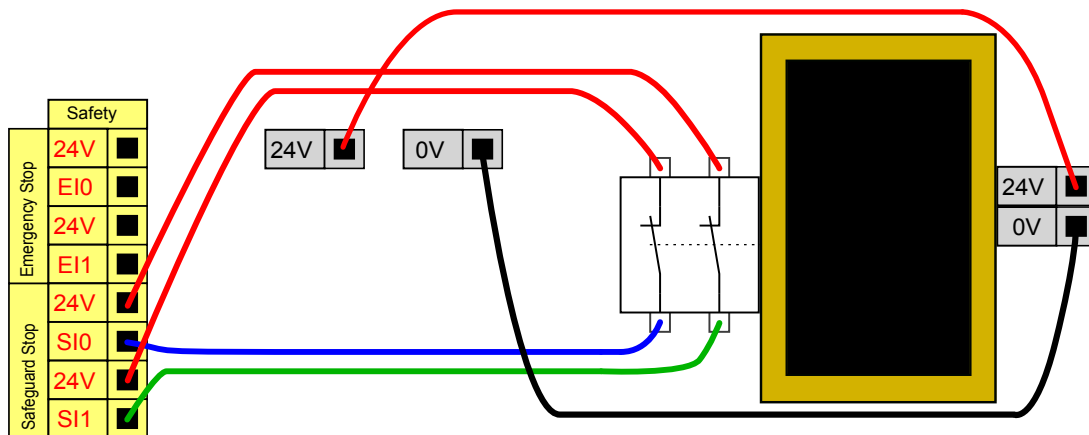 Safety
Emergency Stop
24V
EI0
24V
EI1
Safeguard Stop
24V
SI0
24V
SI1
24V
0V
24V
0V